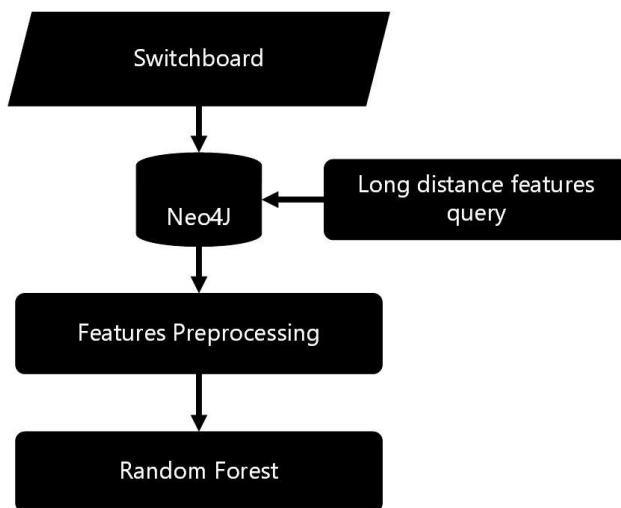 Switchboard
Long distance features
query
Neo4J
Features Preprocessing
Random Forest